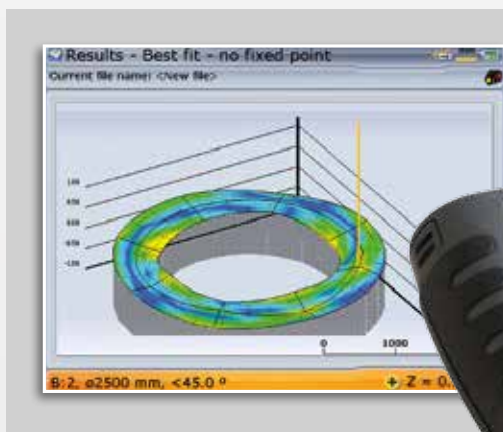 Results - Best fit - no fixed point
Current file name: <New file>
0
1000
B:2, ø2500 mm, <45.0 º
Z = 0.